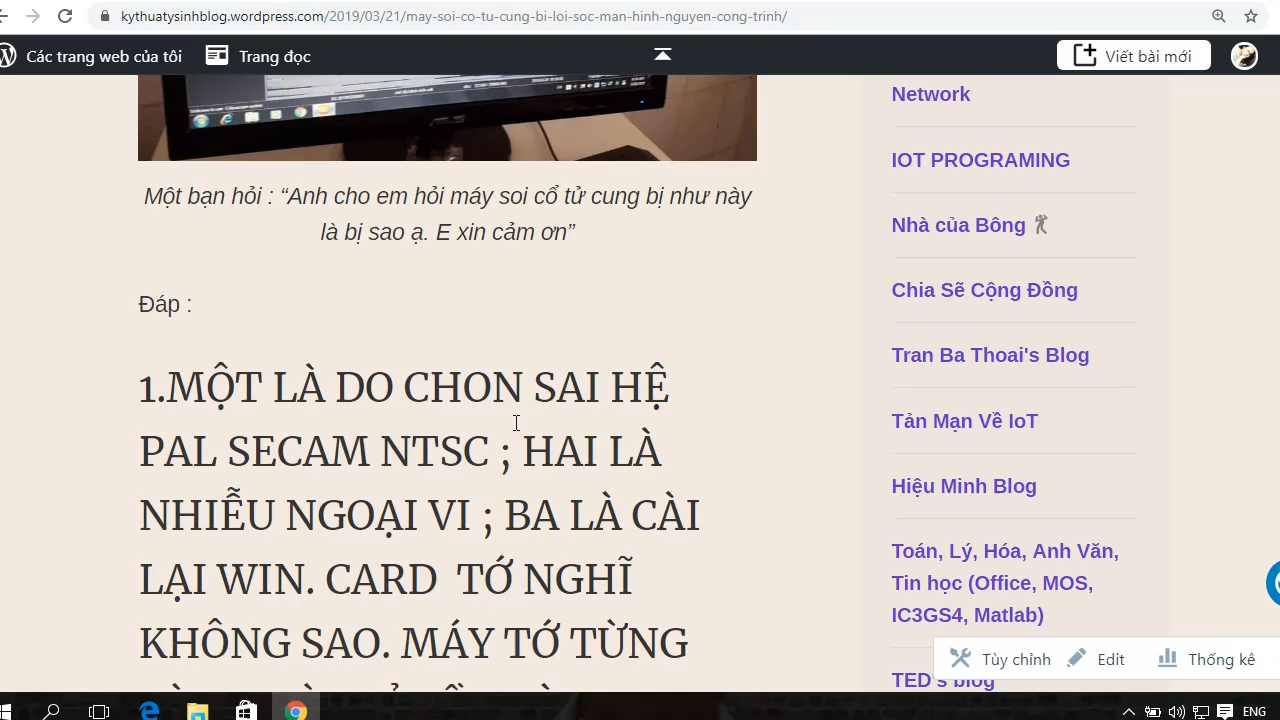 kythuatysinhblog.wordpress.com/2019/03/21/may-soi-co-tu-cung-bi-loi-soc-man-hinh-nguyen-cong-trinh/
Các trang web của tôi
Trang đọc
Viết bài mới
ASUS
Một bạn hỏi : “Anh cho em hỏi máy soi cổ tử cung bị như này
là bị sao ạ. E xin cảm ơn”
Đáp :
1.MỘT LÀ DO CHON SAI HỆ
PAL SECAM NTSC ; HAI LÀ
NHIỄU NGOẠI VI ; BA LÀ CÀI
LẠI WIN. CARD TỚ NGHĨ
KHÔNG SAO. MÁY TỚ TỪNG
Network
IOT PROGRAMING
Nhà của Bông
Chia Sẽ Cộng Đồng
Tran Ba Thoai's Blog
Tản Mạn Về IoT
Hiệu Minh Blog
Toán, Lý, Hóa, Anh Văn,
Tin học (Office, MOS,
IC3GS4, Matlab)
TED's blog
Tùy chỉnh
Edit
Thống kê
ENG